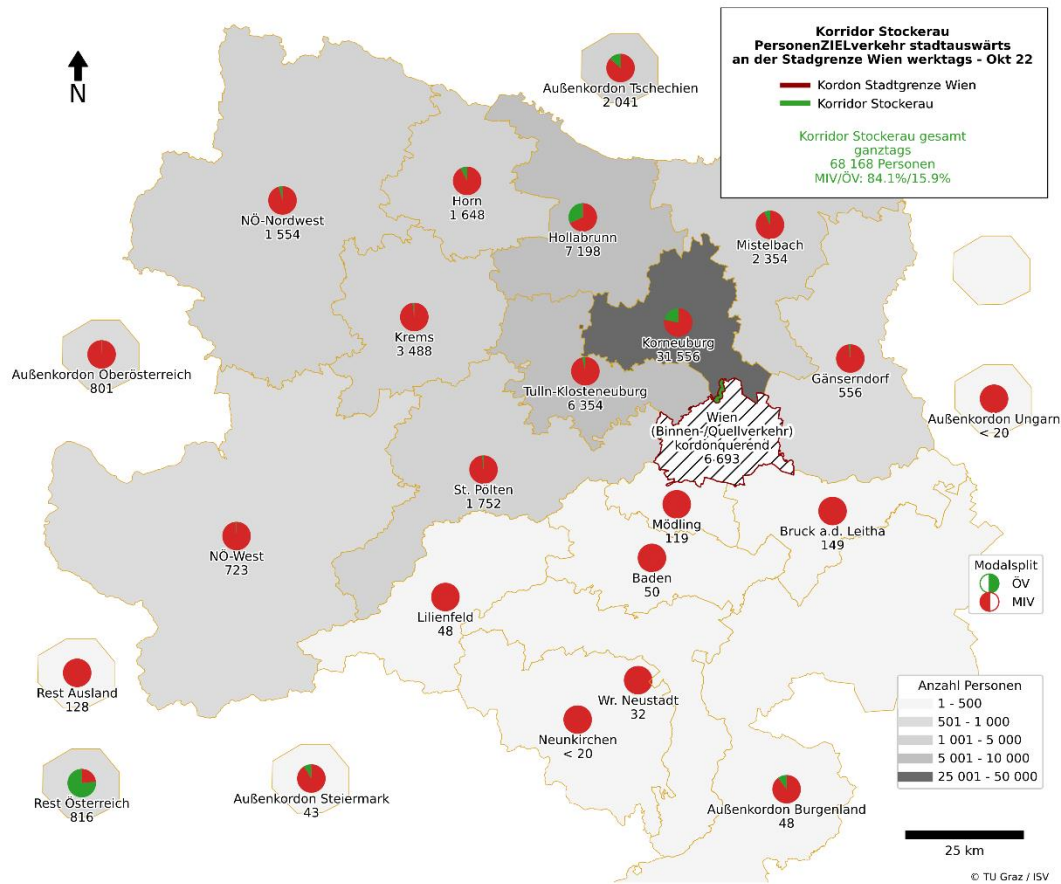 Korridor Stockerau
PersonenZIELverkehr stadtauswärts
an der Stadgrenze Wien werktags - Okt 22
Kordon Stadtgrenze Wien
Korridor Stockerau
Korridor Stockerau gesamt
ganztags
68 168 Personen
MIV/ÖV: 84.1%/15.9%
N
Außenkordon Tschechien
2 041
Horn
1 648
NÖ-Nordwest
1 554
Hollabrunn
7 198
Mistelbach
2 354
Krems
3 488
Korneuburg
31 556
Außenkordon Oberösterreich
801
Tulln-Klosteneuburg
6 354
Gänserndorf
556
Außenkordon Ungarn
< 20
Wien
(Binnen-/Quellverkehr)
kordonquerend
6 693
St. Pölten
1 752
NÖ-West
723
Mödling
119
Bruck a.d. Leitha
149
Baden
50
Modalsplit
ÖV
MIV
Lilienfeld
48
Rest Ausland
128
Wr. Neustadt
32
Neunkirchen
< 20
Anzahl Personen
1 - 500
501 - 1 000
1 001 - 5 000
5 001 - 10 000
25 001 - 50 000
Rest Österreich
816
Außenkordon Steiermark
43
Außenkordon Burgenland
48
25 km
© TU Graz / ISV